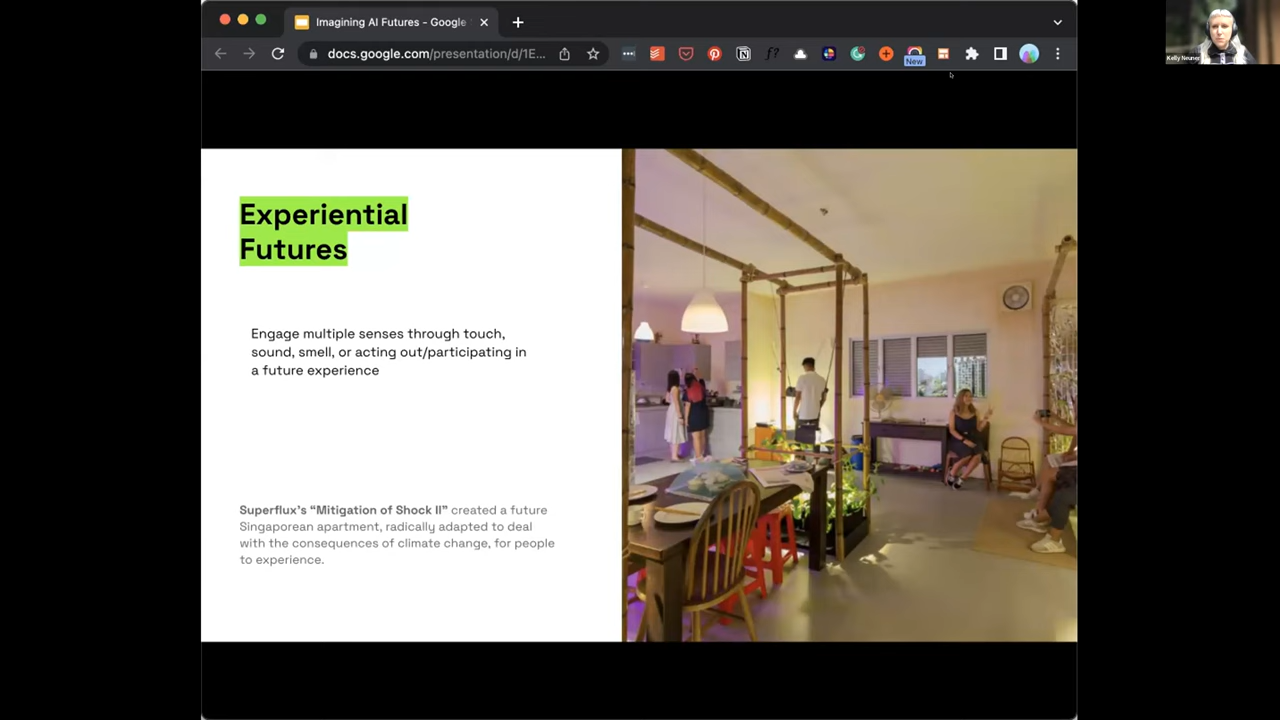 Imagining AI Futures - Google
docs.google.com/presentation/d/1E...
f?
New
Kelly Neuner
Experiential
Futures
Engage multiple senses through touch,
sound, smell, or acting out/participating in
a future experience
Superflux's “Mitigation of Shock II” created a future
Singaporean apartment, radically adapted to deal
with the consequences of climate change, for people
to experience.